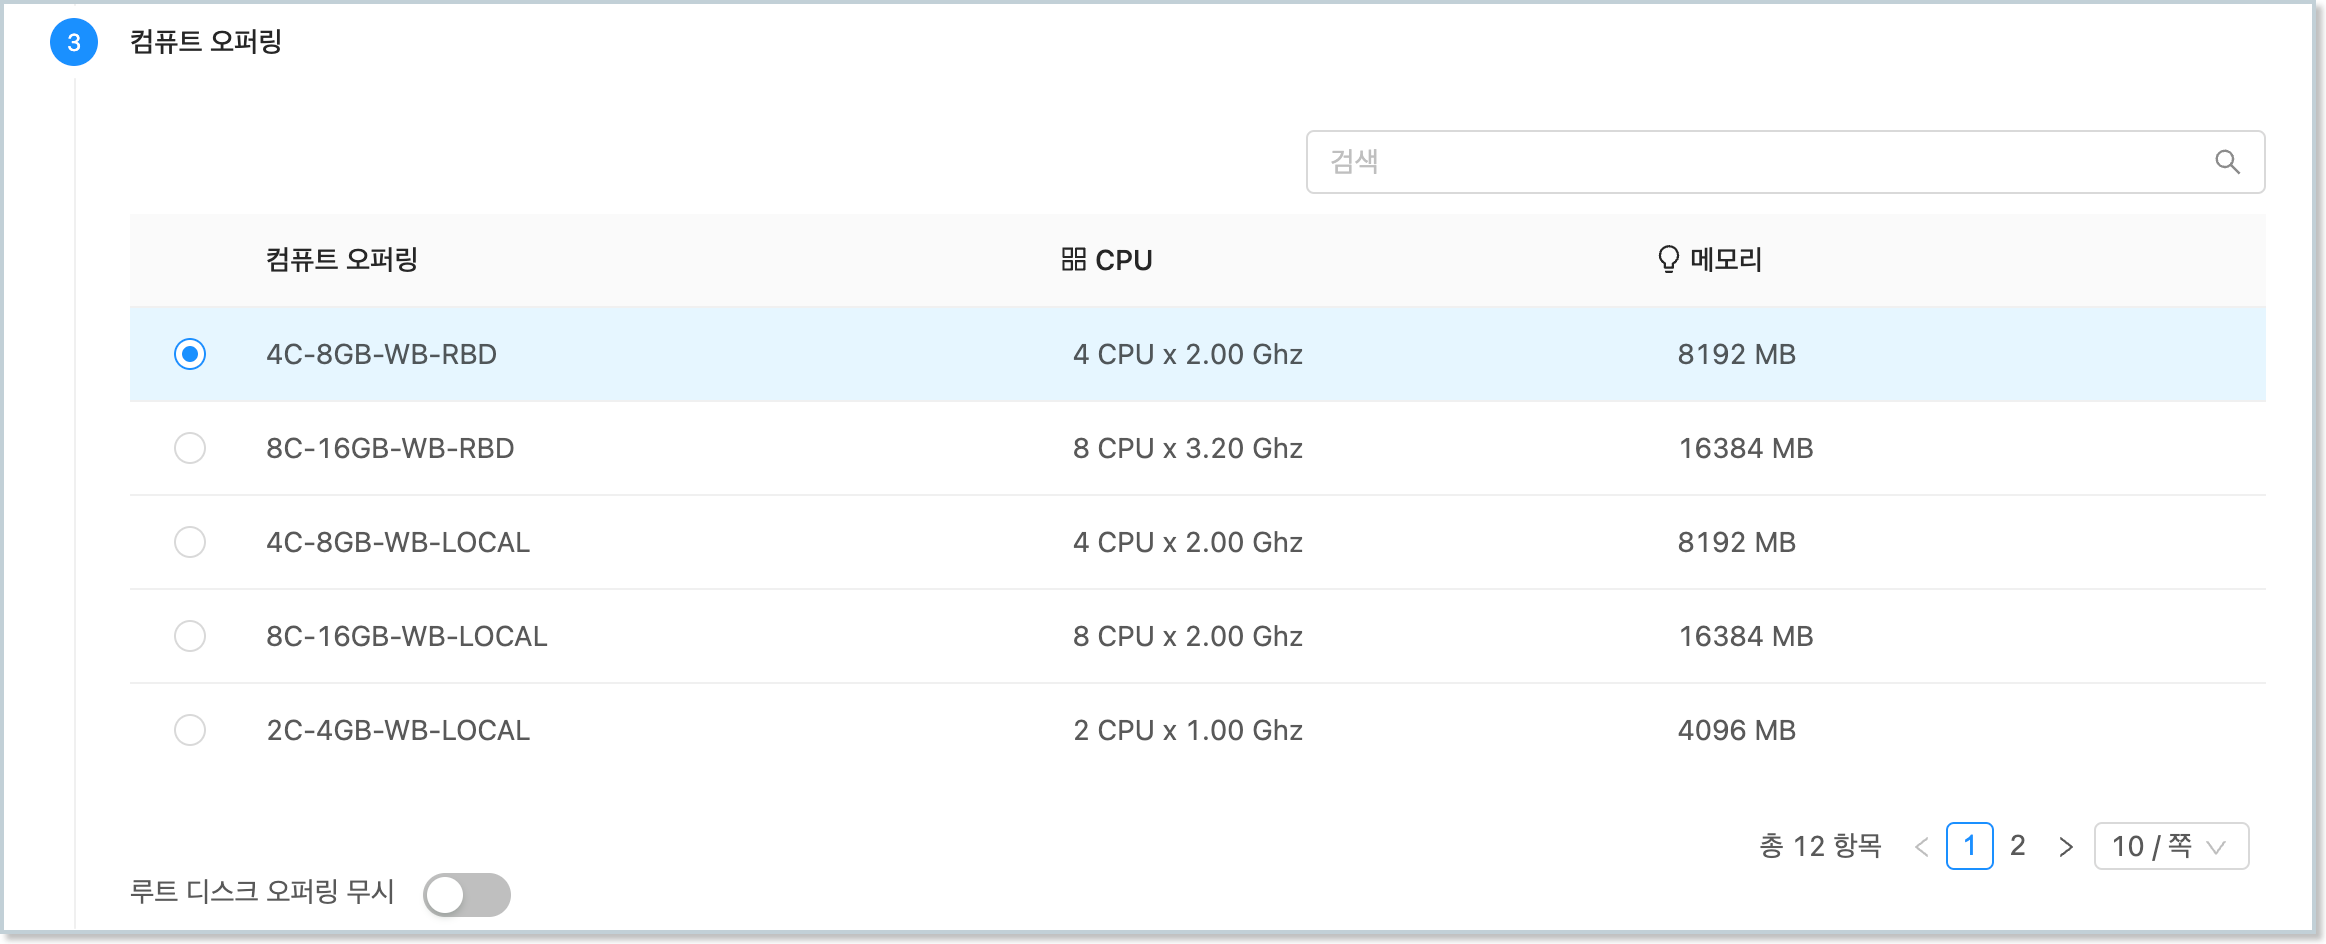 3 컴퓨트 오퍼링
검색
컴퓨트 오퍼링 CPU 메모리
4C-8GB-WB-RBD 4 CPU x 2.00 Ghz 8192 MB
8C-16GB-WB-RBD 8 CPU x 3.20 Ghz 16384 MB
4C-8GB-WB-LOCAL 4 CPU x 2.00 Ghz 8192 MB
8C-16GB-WB-LOCAL 8 CPU x 2.00 Ghz 16384 MB
2C-4GB-WB-LOCAL 2 CPU x 1.00 Ghz 4096 MB
총 12 항목 < 1 2 > 10 / 쪽
루트 디스크 오퍼링 무시